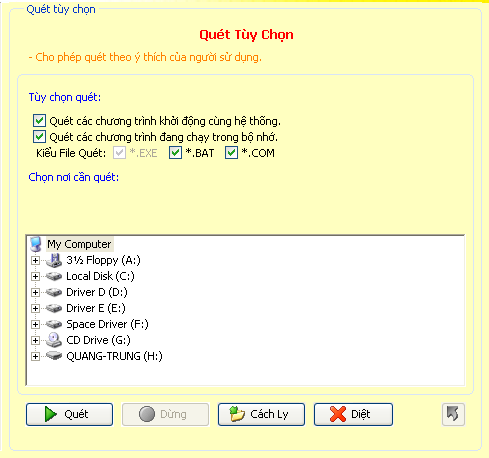 Quét tùy chọn
Quét Tùy Chọn
- Cho phép quét theo ý thích của người sử dụng.
Tùy chọn quét:
Quét các chương trình khởi động cùng hệ thống.
Quét các chương trình đang chạy trong bộ nhớ.
Kiểu File Quét: *.EXE *.BAT *.COM
Chọn nơi cần quét:
My Computer
3½ Floppy (A:)
Local Disk (C:)
Driver D (D:)
Driver E (E:)
Space Driver (F:)
CD Drive (G:)
QUANG-TRUNG (H:)
Quét Dừng Cách Ly Diệt